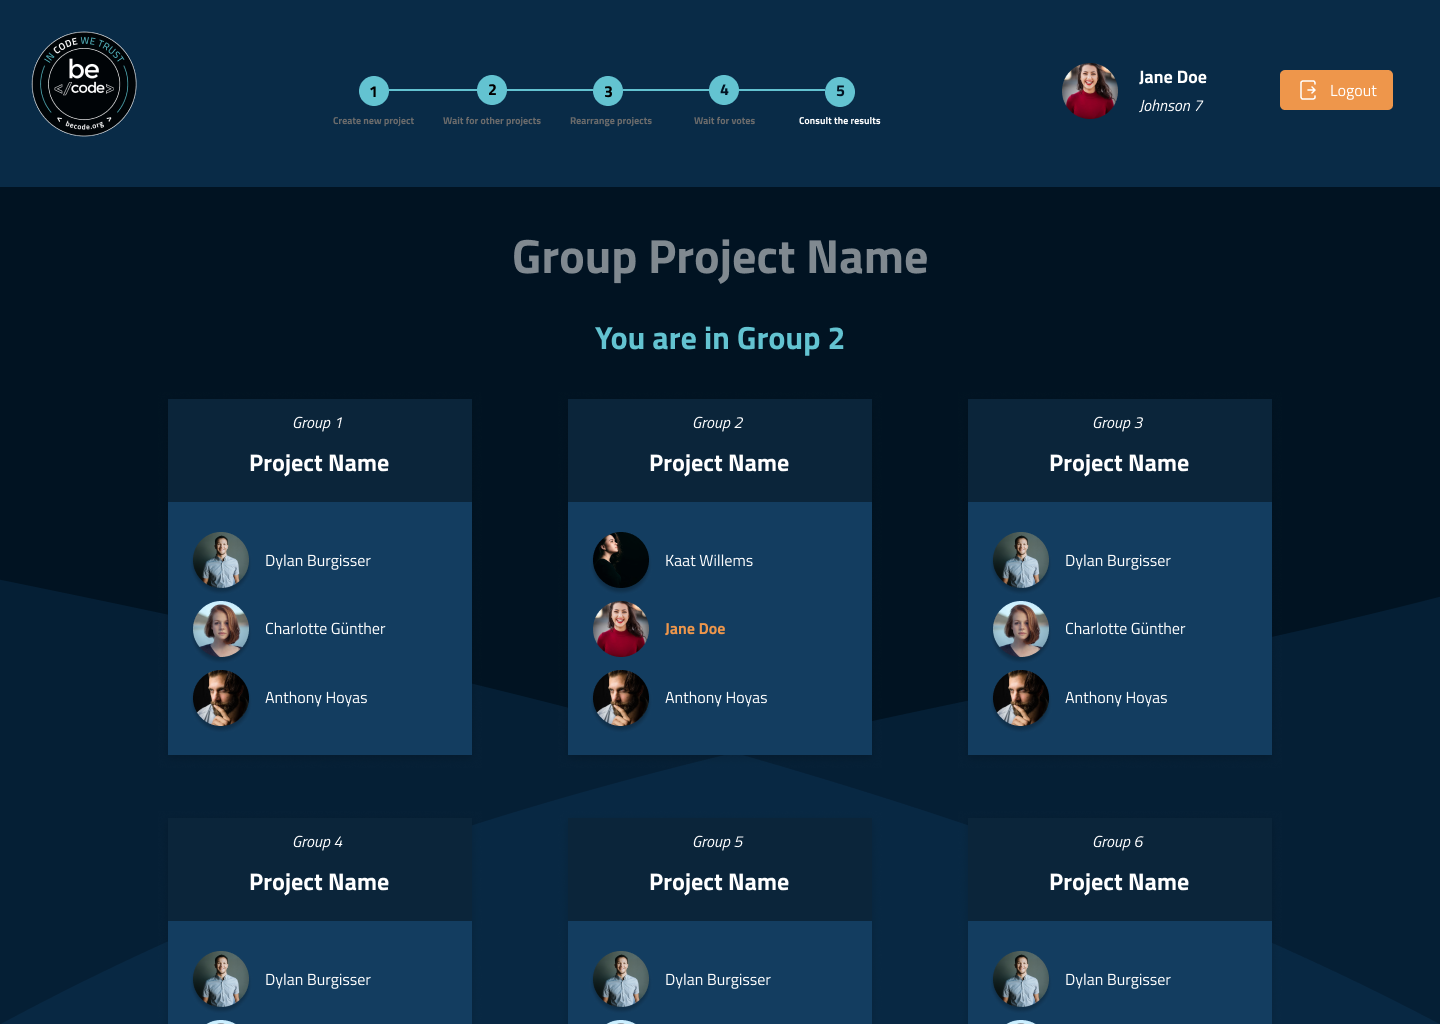 IN CODE WE TRUST
be
</code>
< becode.org >
1
2
3
4
5
Create new project
Wait for other projects
Rearrange projects
Wait for votes
Consult the results
Jane Doe
Johnson 7
Logout
Group Project Name
You are in Group 2
Group 1
Project Name
Dylan Burgisser
Charlotte Günther
Anthony Hoyas
Group 2
Project Name
Kaat Willems
Jane Doe
Anthony Hoyas
Group 3
Project Name
Dylan Burgisser
Charlotte Günther
Anthony Hoyas
Group 4
Project Name
Dylan Burgisser
Group 5
Project Name
Dylan Burgisser
Group 6
Project Name
Dylan Burgisser